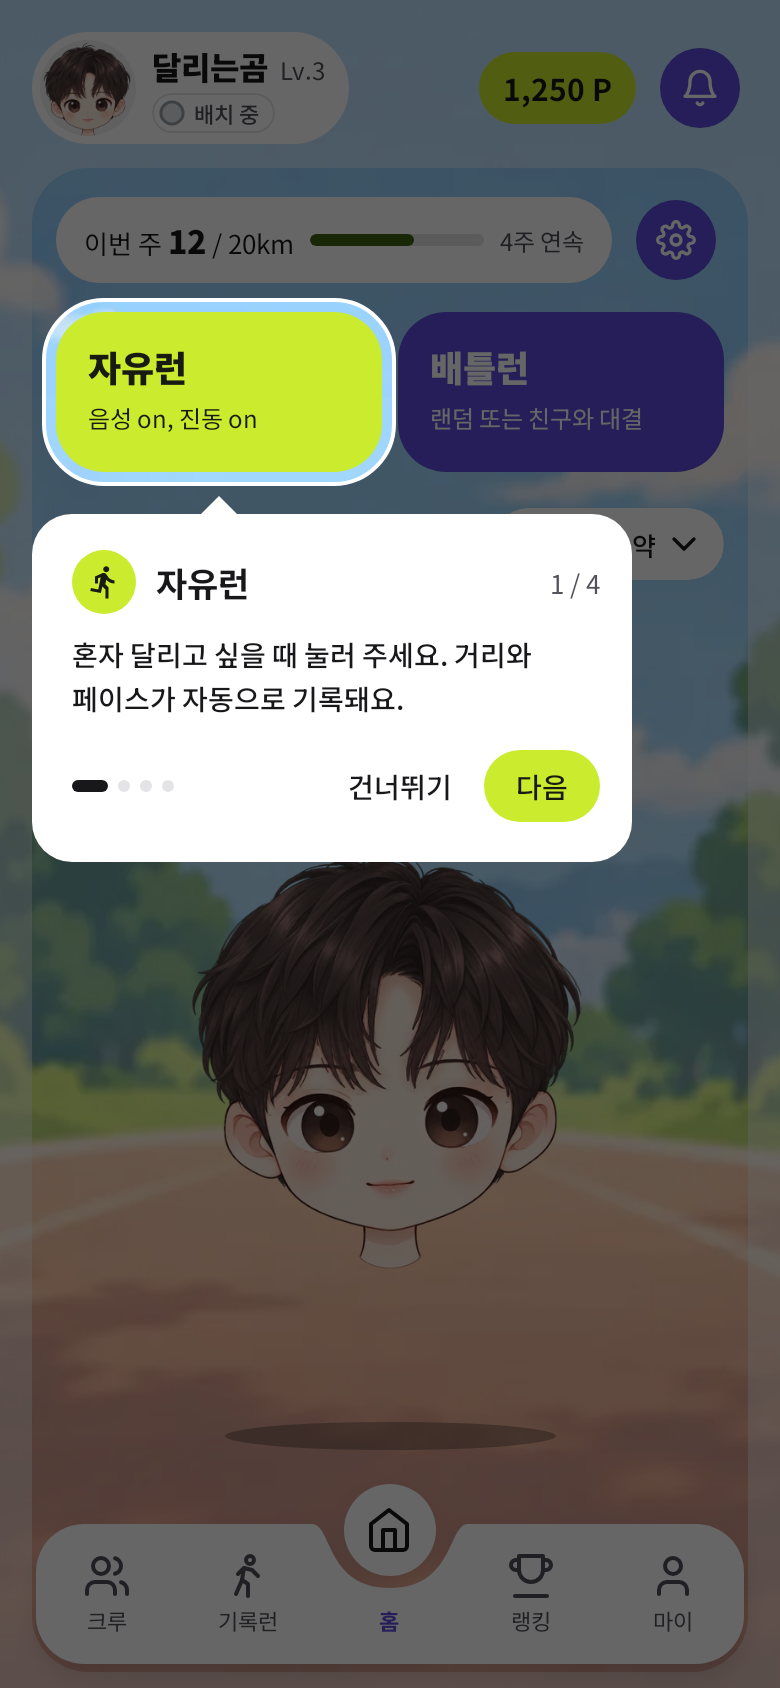 달리는곰 Lv.3
배치 중
1,250 P
이번 주 12 / 20km
4주 연속
자유런
음성 on, 진동 on
배틀런
랜덤 또는 친구와 대결
약
자유런
1 / 4
혼자 달리고 싶을 때 눌러 주세요. 거리와
페이스가 자동으로 기록돼요.
건너뛰기
다음
크루
기록런
홈
랭킹
마이